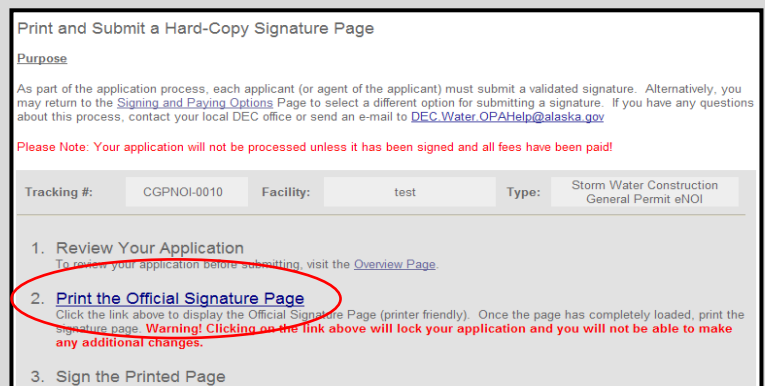 Print and Submit a Hard-Copy Signature Page
Purpose
As part of the application process, each applicant (or agent of the applicant) must submit a validated signature. Alternatively, you
may return to the Signing and Paying Options Page to select a different option for submitting a signature. If you have any questions
about this process, contact your local DEC office or send an e-mail to DEC.Water.OPAHelp@alaska.gov
Please Note: Your application will not be processed unless it has been signed and all fees have been paid!
Tracking #: CGPNOI-0010 Facility: test Type: Storm Water Construction
General Permit eNOI
1. Review Your Application
To review your application before submitting, visit the Overview Page.
2. Print the Official Signature Page
Click the link above to display the Official Signature Page (printer friendly). Once the page has completely loaded, print the
signature page. Warning! Clicking on the link above will lock your application and you will not be able to make
any additional changes.
3. Sign the Printed Page